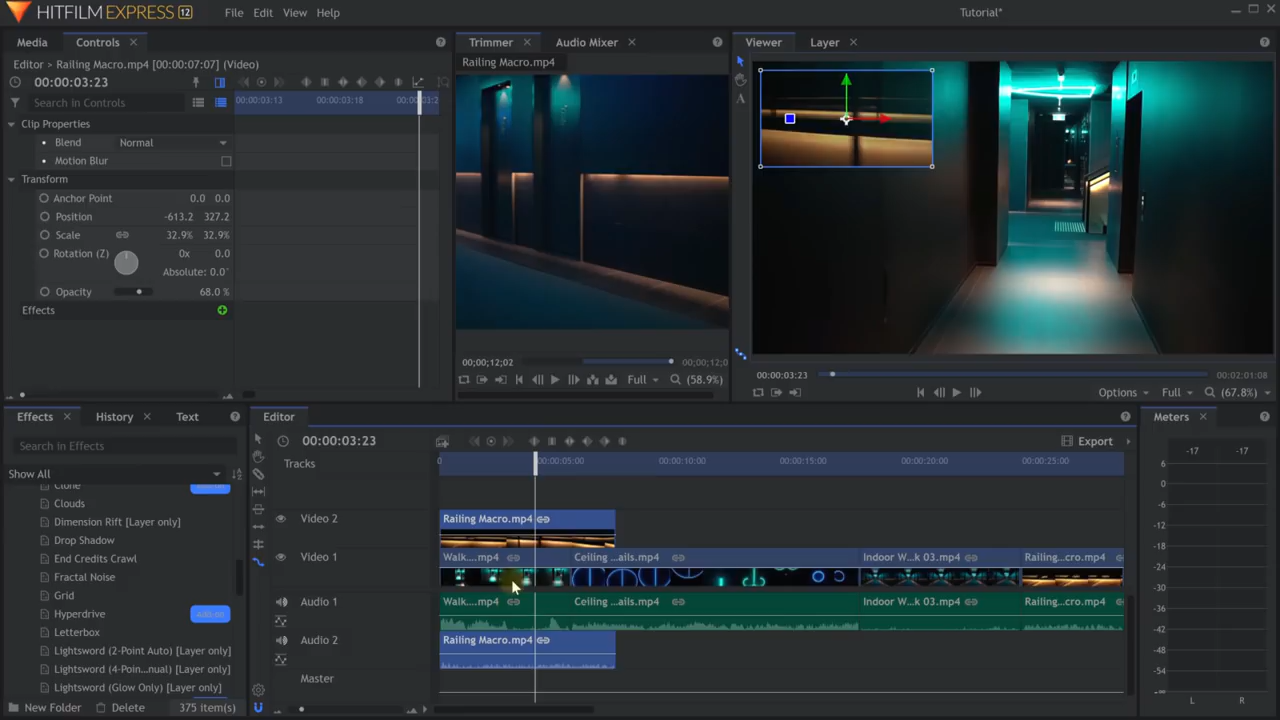 HITFILM EXPRESS 12 File Edit View Help Tutorial*
Media Controls
Editor > Railing Macro.mp4 [00:00:07:07] (Video)
00:00:03:23
Search in Controls 00:00:03:13 00:00:03:18 00:00:03:2
Clip Properties
Blend Normal
Motion Blur
Transform
Anchor Point 0.0 0.0
Position -613.2 327.2
Scale 32.9% 32.9%
Rotation (Z) 0x 0.0
Absolute: 0.0°
Opacity 68.0 %
Effects
Trimmer Audio Mixer
Railing Macro.mp4
00;00;12;02 00;00;12;0
Full (58.9%)
Viewer Layer
00:00:03:23 00:02:01:08
Options Full (67.8%)
Effects History Text
Search in Effects
Show All
Clone
Clouds
Dimension Rift [Layer only]
Drop Shadow
End Credits Crawl
Fractal Noise
Grid
Hyperdrive
Letterbox
Lightsword (2-Point Auto) [Layer only]
Lightsword (4-Poin...nual) [Layer only]
Lightsword (Glow Only) [Layer only]
New Folder Delete 375 item(s)
Editor
00:00:03:23 Export
Tracks 0 00:00:05:00 00:00:10:00 00:00:15:00 00:00:20:00 00:00:25:00
Video 2 Railing Macro.mp4
Video 1 Walk....mp4 Ceiling ...ails.mp4 Indoor W...k 03.mp4 Railing...cro.mp4
Audio 1 Walk....mp4 Ceiling ...ails.mp4 Indoor W...k 03.mp4 Railing...cro.mp4
Audio 2 Railing Macro.mp4
Master
Meters
-17 -17
6
0
-6
-12
-18
-24
-30
-36
-42
-48
-54
L R